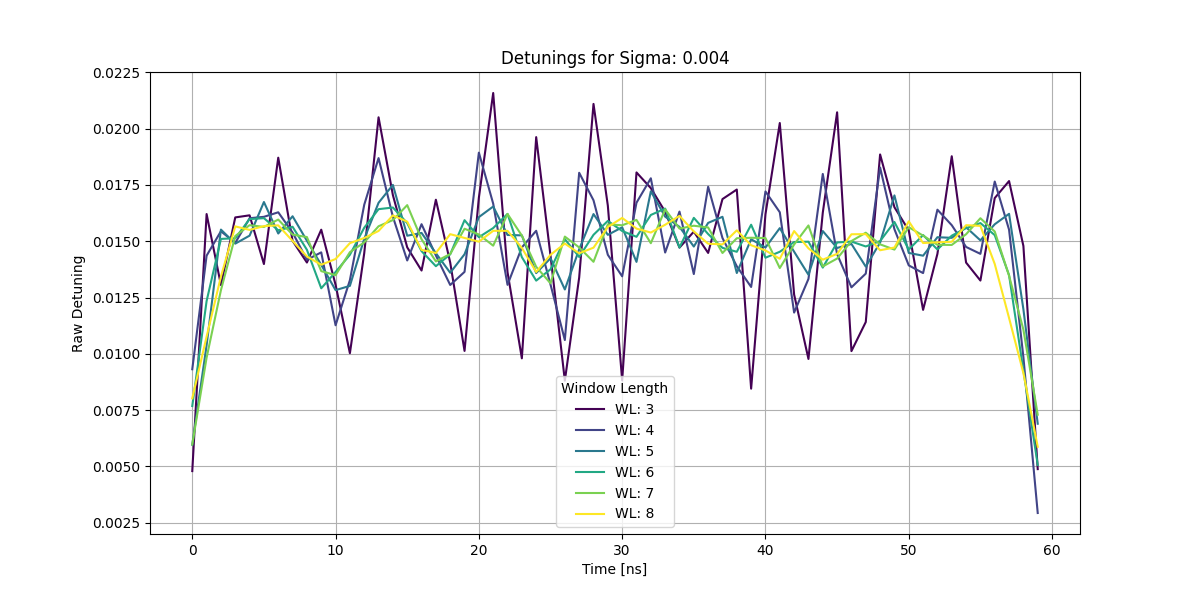 Detunings for Sigma: 0.004
0.0225
0.0200
0.0175
0.0150
0.0125
0.0100
0.0075
0.0050
0.0025
Raw Detuning
Window Length
WL: 3
WL: 4
WL: 5
WL: 6
WL: 7
WL: 8
0 10 20 30 40 50 60
Time [ns]